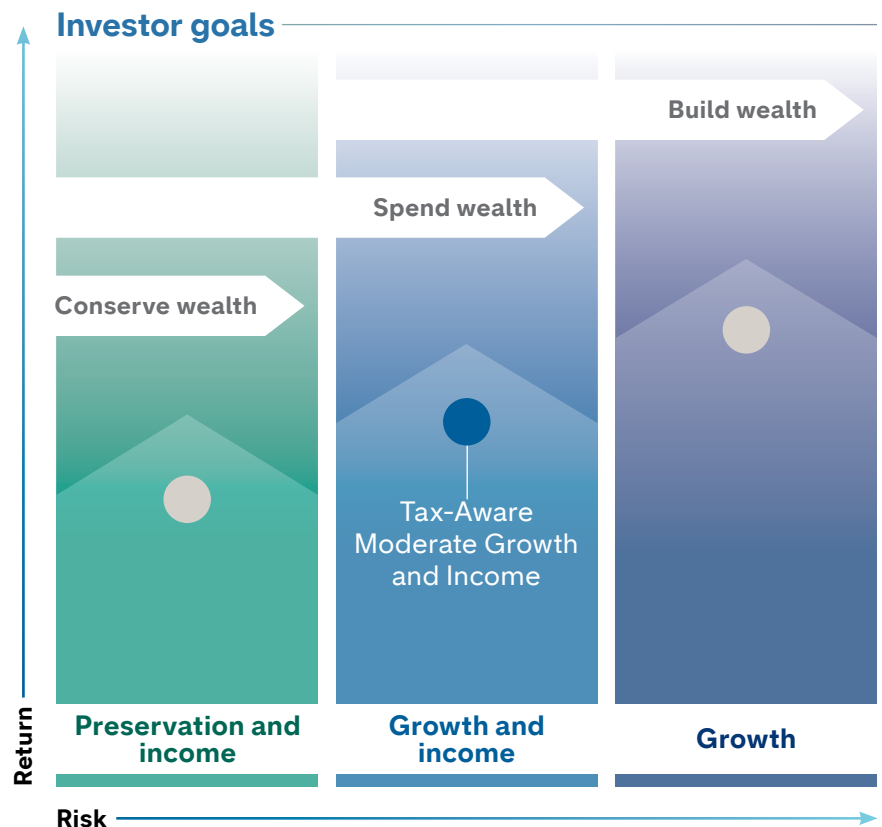 Investor goals
Build wealth
Spend wealth
Conserve wealth
Tax-Aware
Moderate Growth
and Income
Return
Preservation and
income
Growth and
income
Growth
Risk